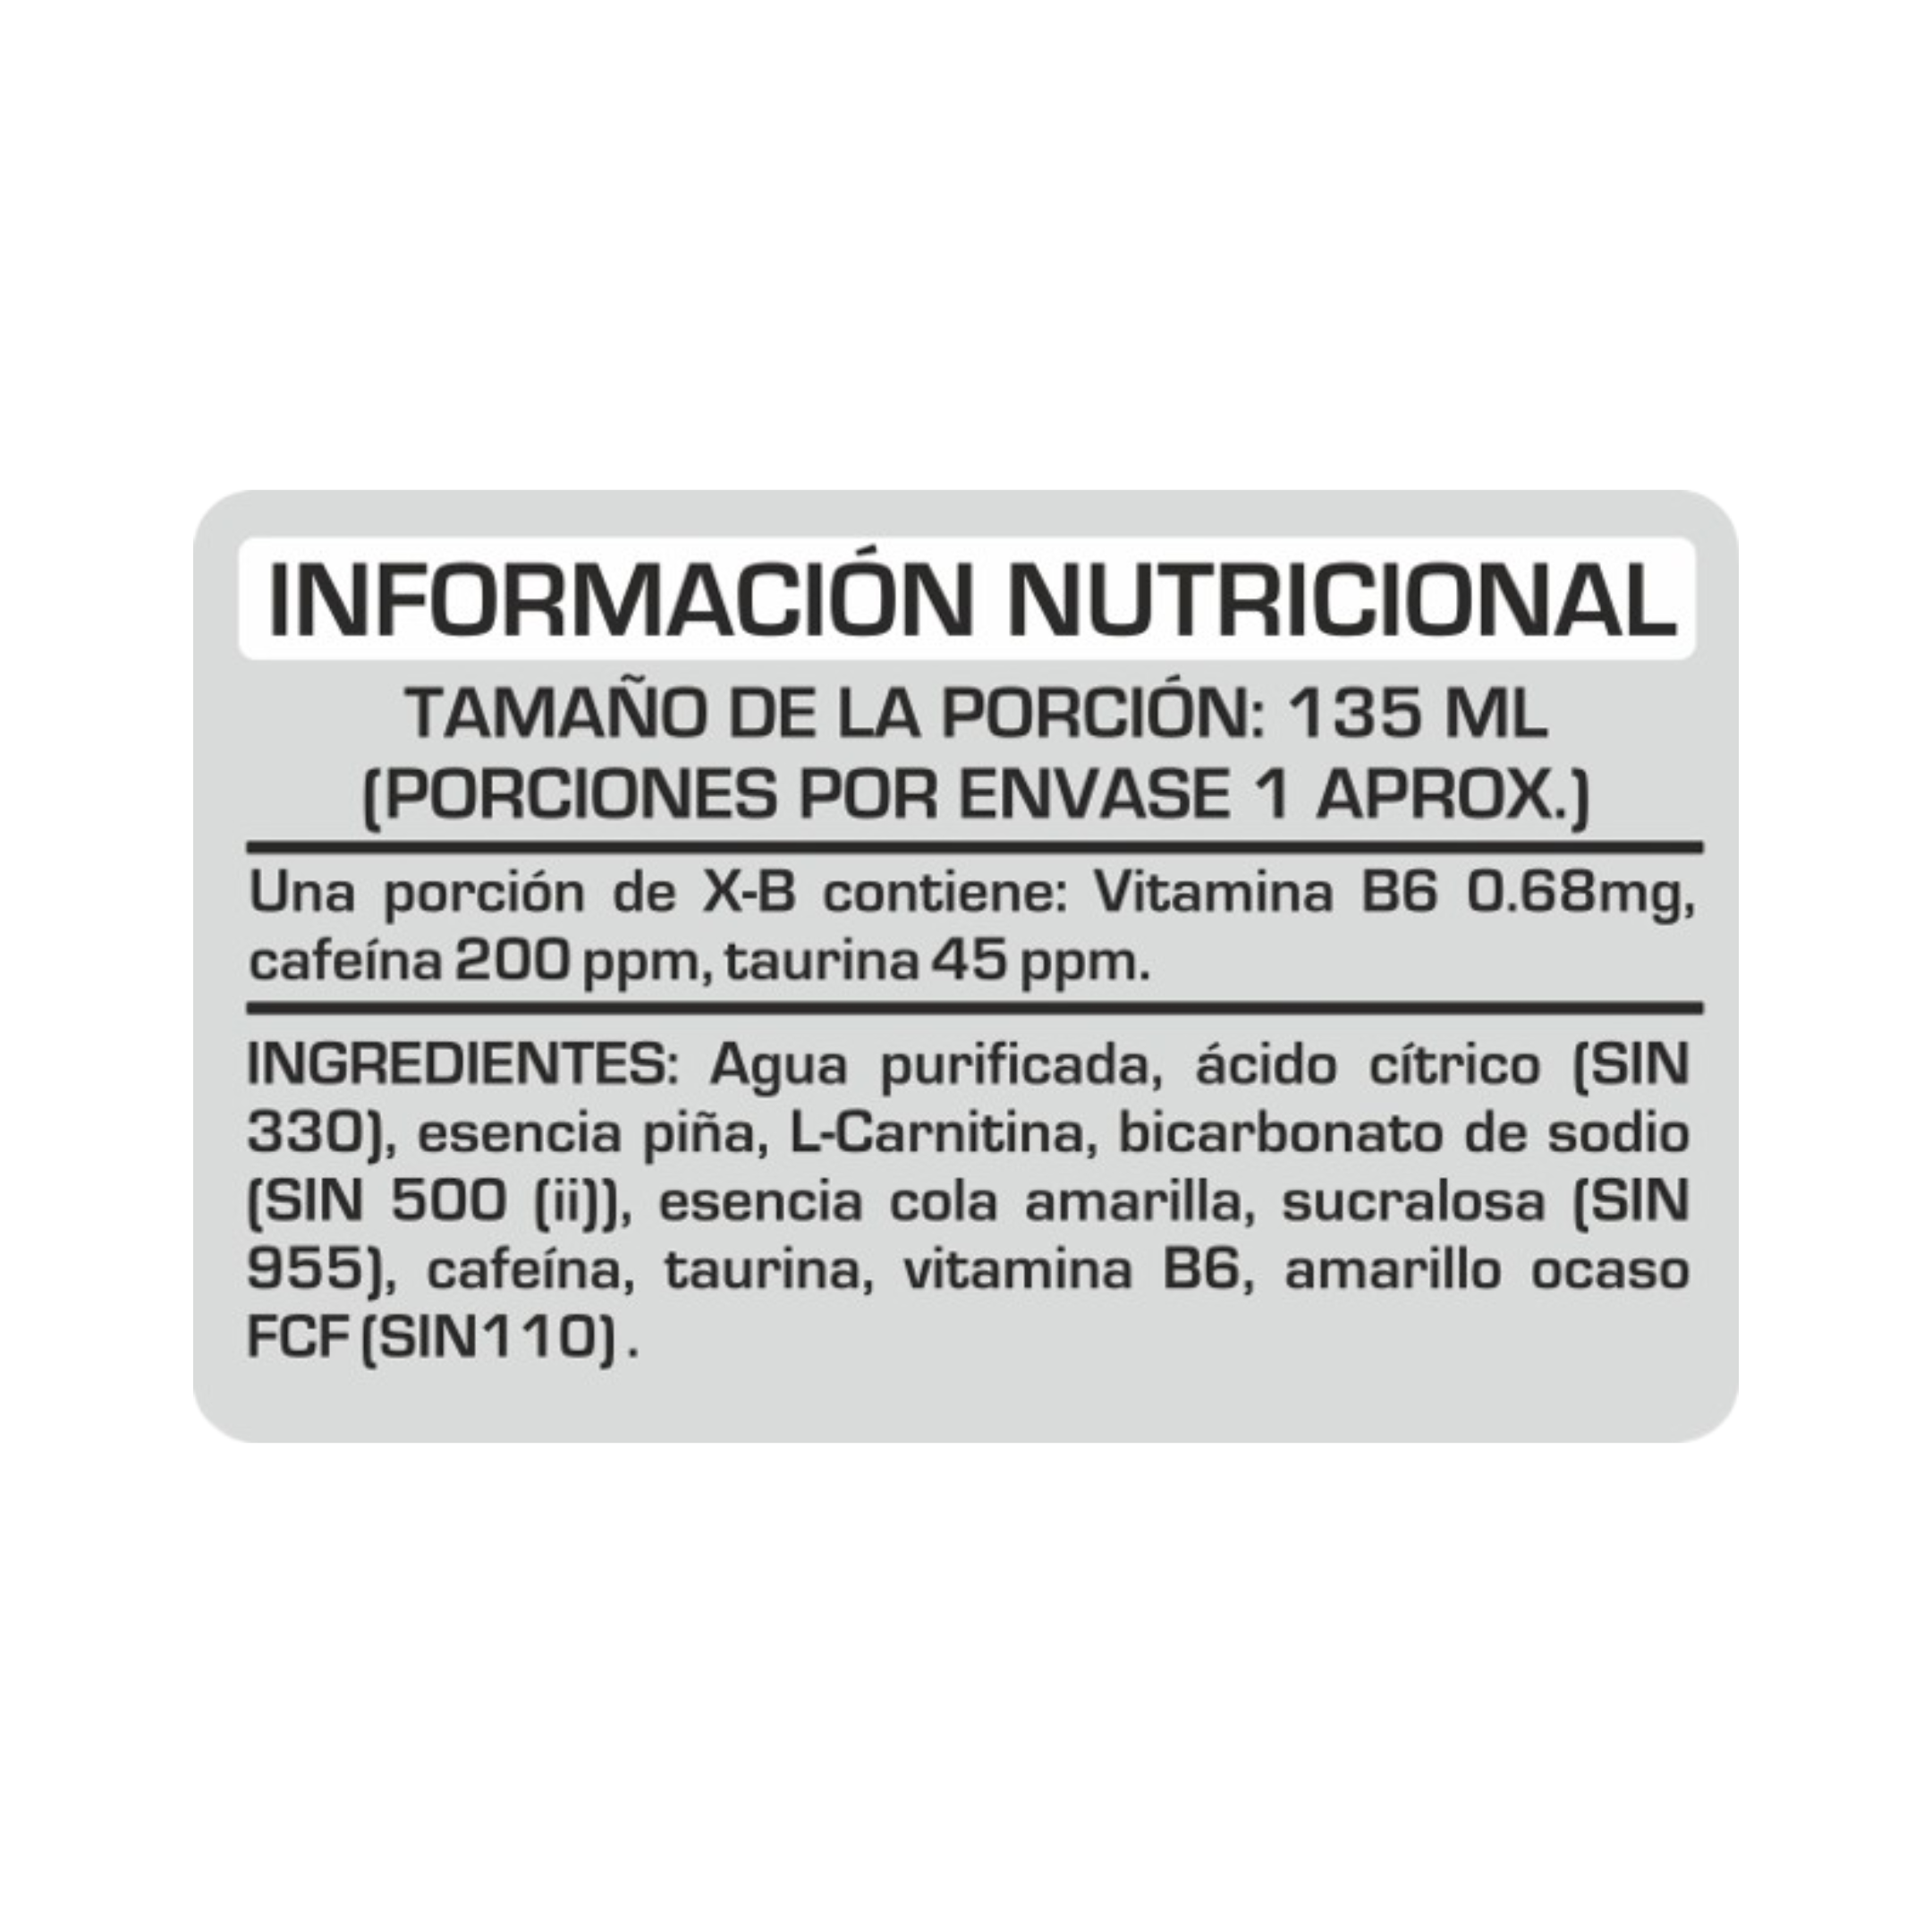 INFORMACIÓN NUTRICIONAL
TAMAÑO DE LA PORCIÓN: 135 ML
(PORCIONES POR ENVASE 1 APROX.)
Una porción de X-B contiene: Vitamina B6 0.68mg,
cafeína 200 ppm, taurina 45 ppm.
INGREDIENTES: Agua purificada, ácido cítrico (SIN
330), esencia piña, L-Carnitina, bicarbonato de sodio
(SIN 500 (ii)), esencia cola amarilla, sucralosa (SIN
955), cafeína, taurina, vitamina B6, amarillo ocaso
FCF (SIN110) .